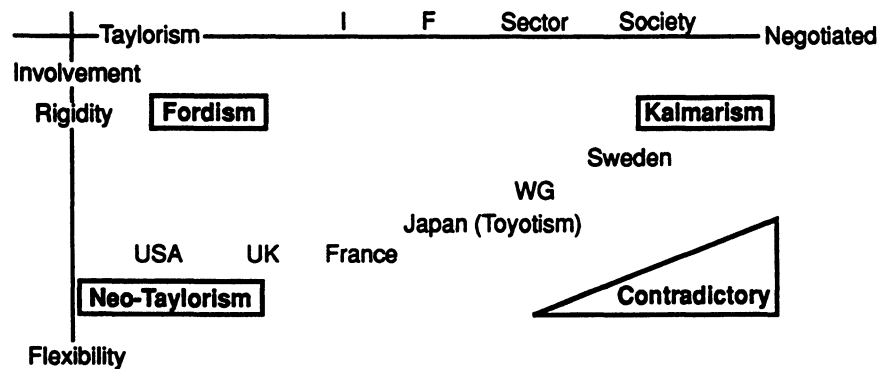 I F Sector Society
Taylorism Negotiated
Involvement
Rigidity Fordism Kalmarism
Sweden
WG
Japan (Toyotism)
USA UK France
Neo-Taylorism Contradictory
Flexibility